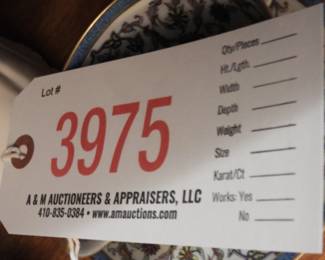 Lot #
3975
A & M AUCTIONEERS & APPRAISERS, LLC
410-835-0384 • www.amauctions.com
Qty/Pieces
Ht./Lgth.
Width
Depth
Weight
Size
Karat/Ct
Works: Yes
No